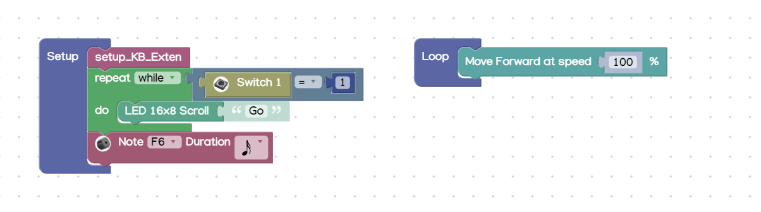 Setup
setup_KB_Exten
repeat while Switch 1 = 1
do LED 16x8 Scroll “ Go ”
Note F6 Duration
Loop
Move Forward at speed 100 %